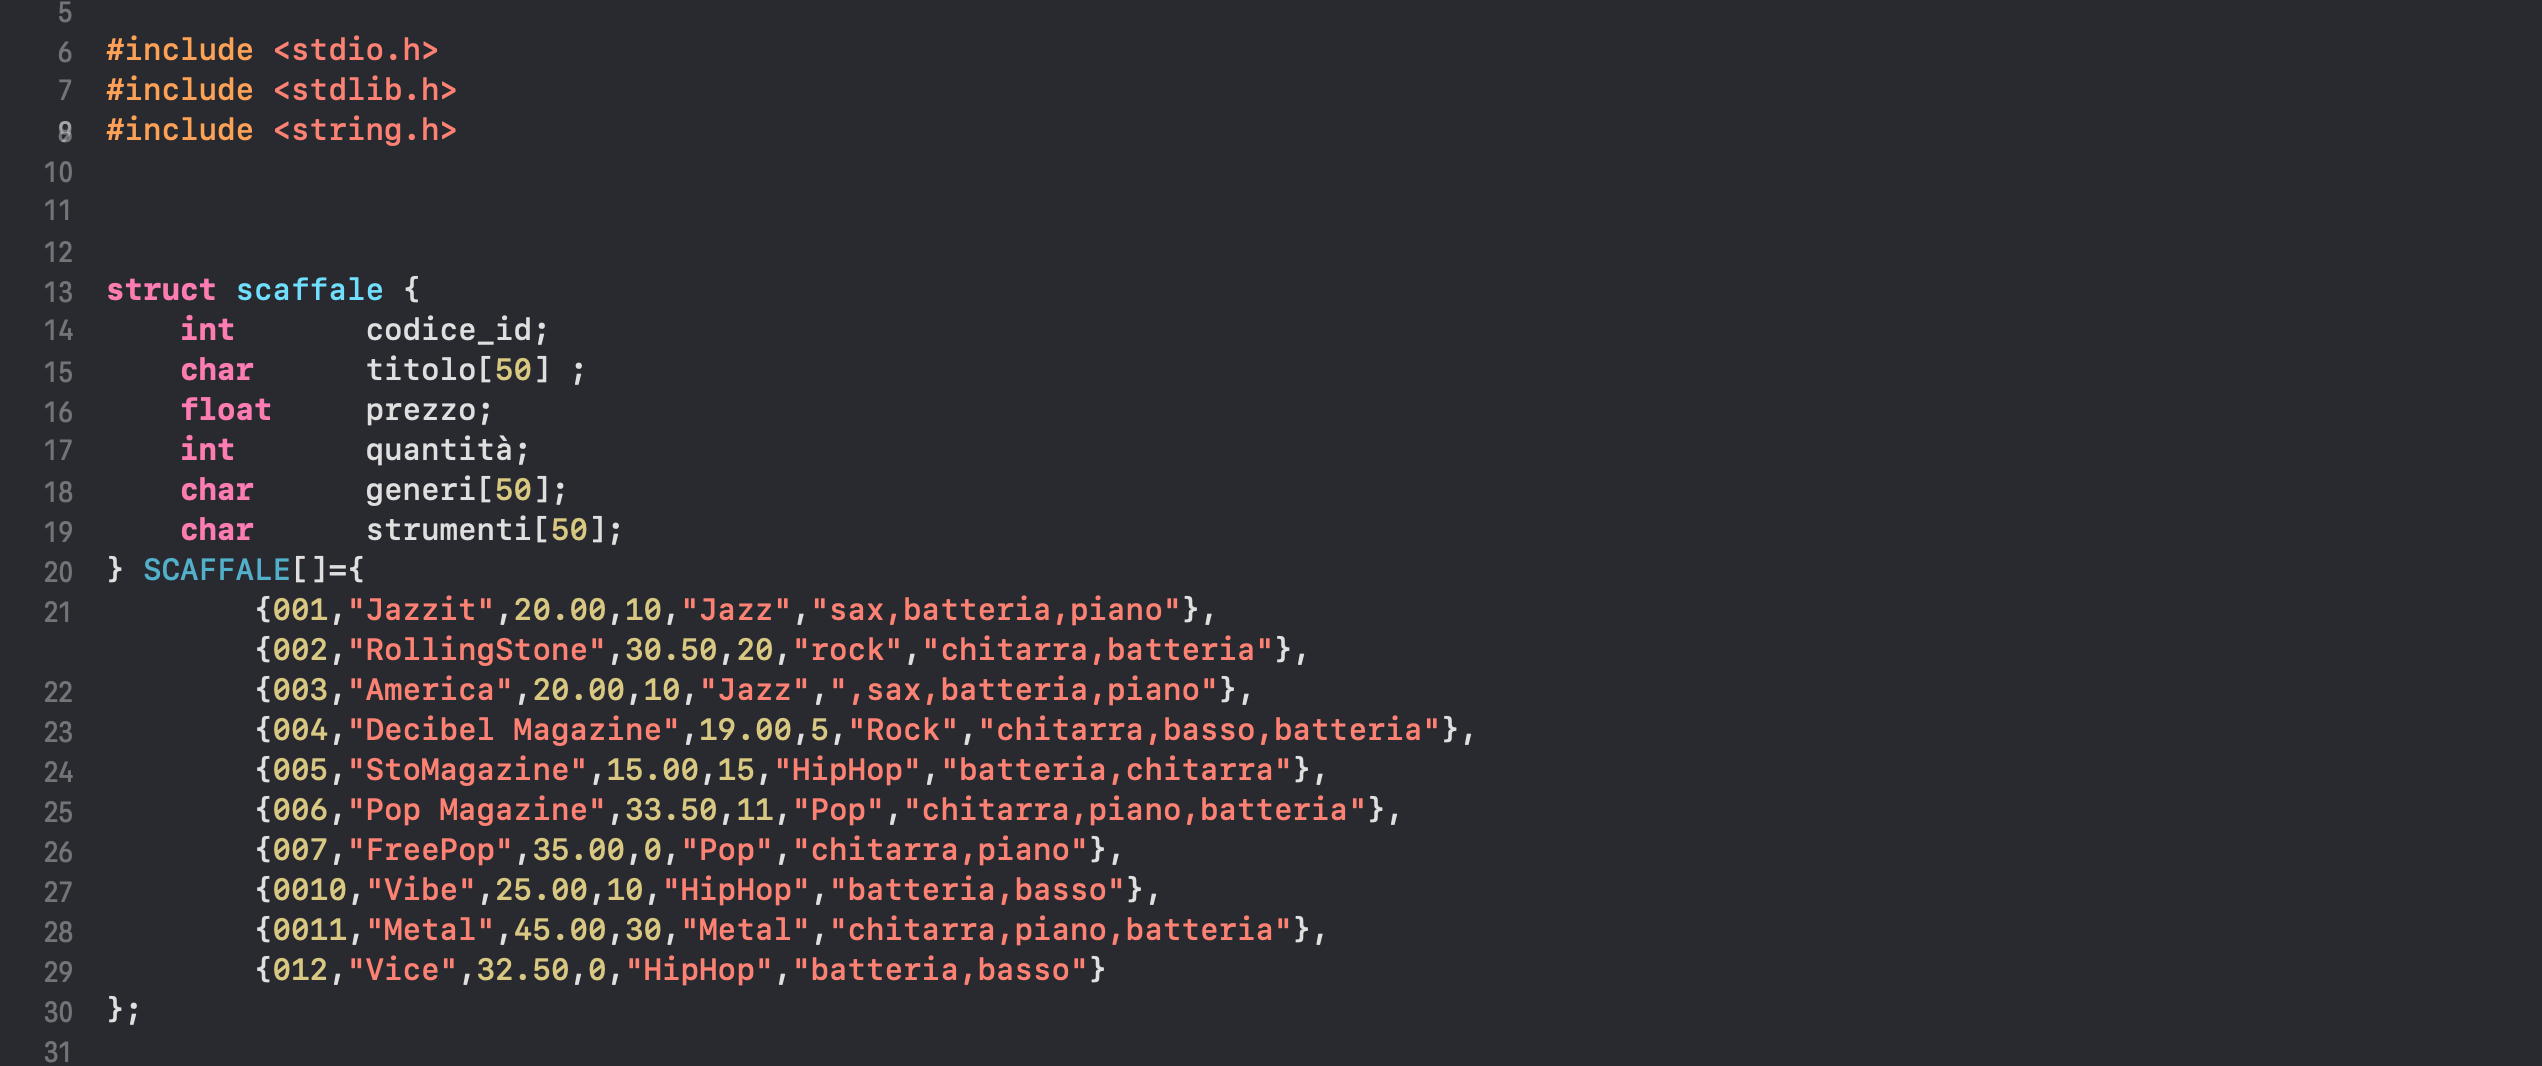 5
6 #include <stdio.h>
7 #include <stdlib.h>
8 #include <string.h>
10
11
12
13 struct scaffale {
14     int       codice_id;
15     char      titolo[50] ;
16     float     prezzo;
17     int       quantità;
18     char      generi[50];
19     char      strumenti[50];
20 } SCAFFALE[]={
21         {001,"Jazzit",20.00,10,"Jazz","sax,batteria,piano"},
        {002,"RollingStone",30.50,20,"rock","chitarra,batteria"},
22         {003,"America",20.00,10,"Jazz",",sax,batteria,piano"},
23         {004,"Decibel Magazine",19.00,5,"Rock","chitarra,basso,batteria"},
24         {005,"StoMagazine",15.00,15,"HipHop","batteria,chitarra"},
25         {006,"Pop Magazine",33.50,11,"Pop","chitarra,piano,batteria"},
26         {007,"FreePop",35.00,0,"Pop","chitarra,piano"},
27         {0010,"Vibe",25.00,10,"HipHop","batteria,basso"},
28         {0011,"Metal",45.00,30,"Metal","chitarra,piano,batteria"},
29         {012,"Vice",32.50,0,"HipHop","batteria,basso"}
30 };
31